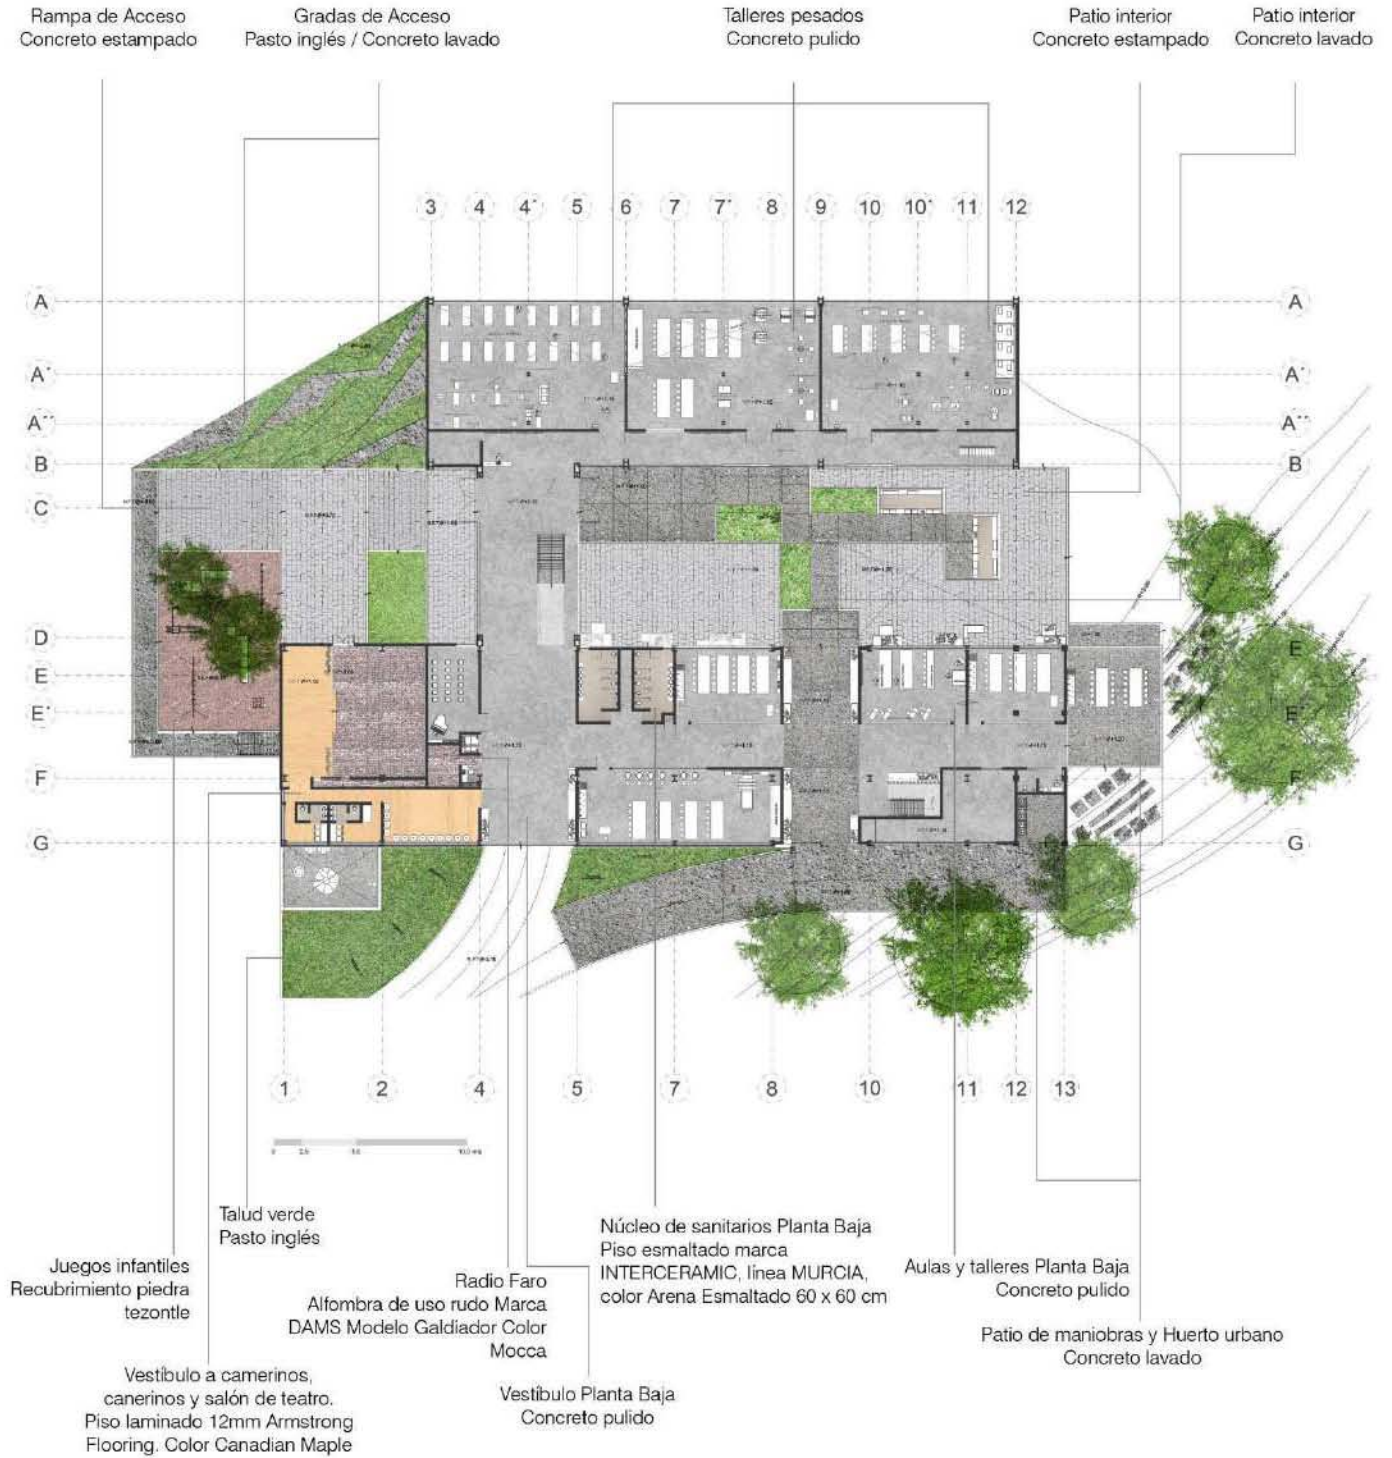 Rampa de Acceso
Concreto estampado
Gradas de Acceso
Pasto inglés / Concreto lavado
Talleres pesados
Concreto pulido
Patio interior
Concreto estampado
Patio interior
Concreto lavado
3 4 4' 5 6 7 7' 8 9 10 10' 11 12
A A
A' A'
A'' A''
B B
C
D
E E
E' E'
F F
G G
1 2 4 5 7 8 10 11 12 13
Talud verde
Pasto inglés
Juegos infantiles
Recubrimiento piedra
tezontle
Radio Faro
Alfombra de uso rudo Marca
DAMS Modelo Galdiador Color
Mocca
Núcleo de sanitarios Planta Baja
Piso esmaltado marca
INTERCERAMIC, línea MURCIA,
color Arena Esmaltado 60 x 60 cm
Aulas y talleres Planta Baja
Concreto pulido
Patio de maniobras y Huerto urbano
Concreto lavado
Vestíbulo a camerinos,
canerinos y salón de teatro.
Piso laminado 12mm Armstrong
Flooring. Color Canadian Maple
Vestíbulo Planta Baja
Concreto pulido